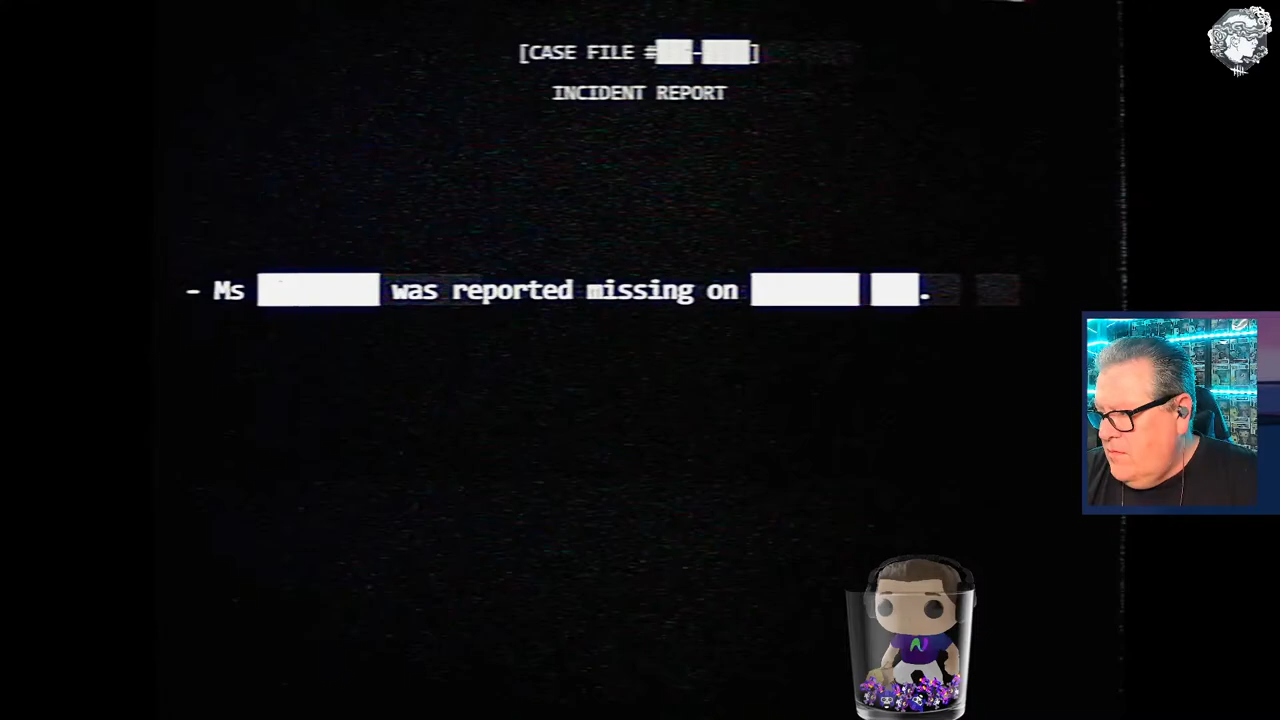 [CASE FILE #██-███]
INCIDENT REPORT
- Ms ████████ was reported missing on ███████ ███.